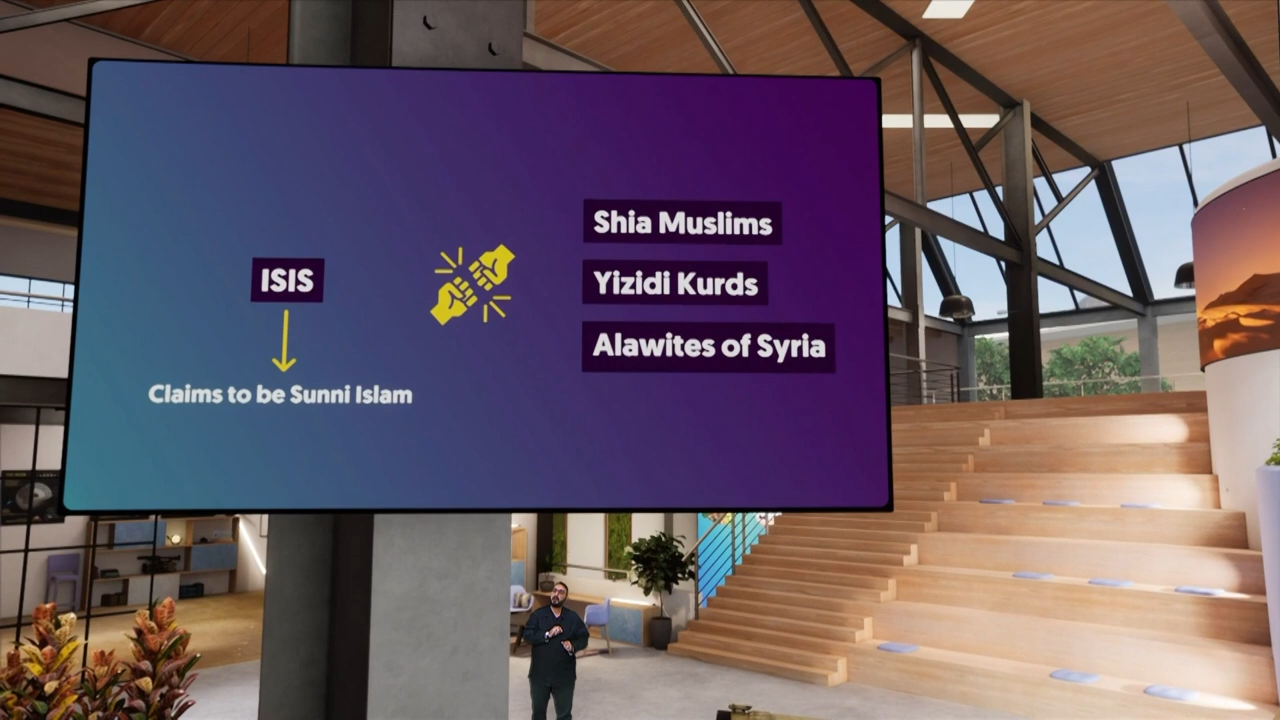 ISIS
Claims to be Sunni Islam
Shia Muslims
Yizidi Kurds
Alawites of Syria